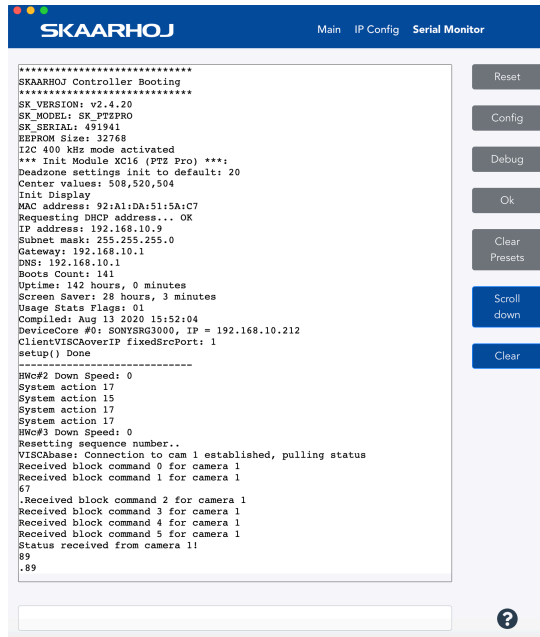 SKAARHOJ
Main IP Config Serial Monitor
*****************************
SKAARHOJ Controller Booting
*****************************
SK_VERSION: v2.4.20
SK_MODEL: SK_PTZPRO
SK_SERIAL: 491941
EEPROM Size: 32768
I2C 400 kHz mode activated
*** Init Module XC16 (PTZ Pro) ***:
Deadzone settings init to default: 20
Center values: 508,520,504
Init Display
MAC address: 92:A1:DA:51:5A:C7
Requesting DHCP address... OK
IP address: 192.168.10.9
Subnet mask: 255.255.255.0
Gateway: 192.168.10.1
DNS: 192.168.10.1
Boots Count: 141
Uptime: 142 hours, 0 minutes
Screen Saver: 28 hours, 3 minutes
Usage Stats Flags: 01
Compiled: Aug 13 2020 15:52:04
DeviceCore #0: SONYSRG3000, IP = 192.168.10.212
ClientVISCAoverIP fixedSrcPort: 1
setup() Done
-----------------------------
HWc#2 Down Speed: 0
System action 17
System action 15
System action 17
System action 17
HWc#3 Down Speed: 0
Resetting sequence number..
VISCAbase: Connection to cam 1 established, pulling status
Received block command 0 for camera 1
Received block command 1 for camera 1
67
.Received block command 2 for camera 1
Received block command 3 for camera 1
Received block command 4 for camera 1
Received block command 5 for camera 1
Status received from camera 1!
89
.89
Reset
Config
Debug
Ok
Clear
Presets
Scroll
down
Clear
?